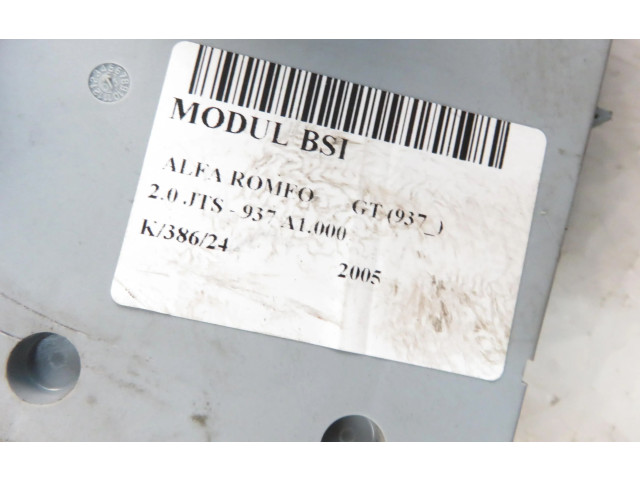 MODUL BSI
ALFA ROMEO GT (937_)
2.0 JTS - 937 A1.000
K/386/24
2005